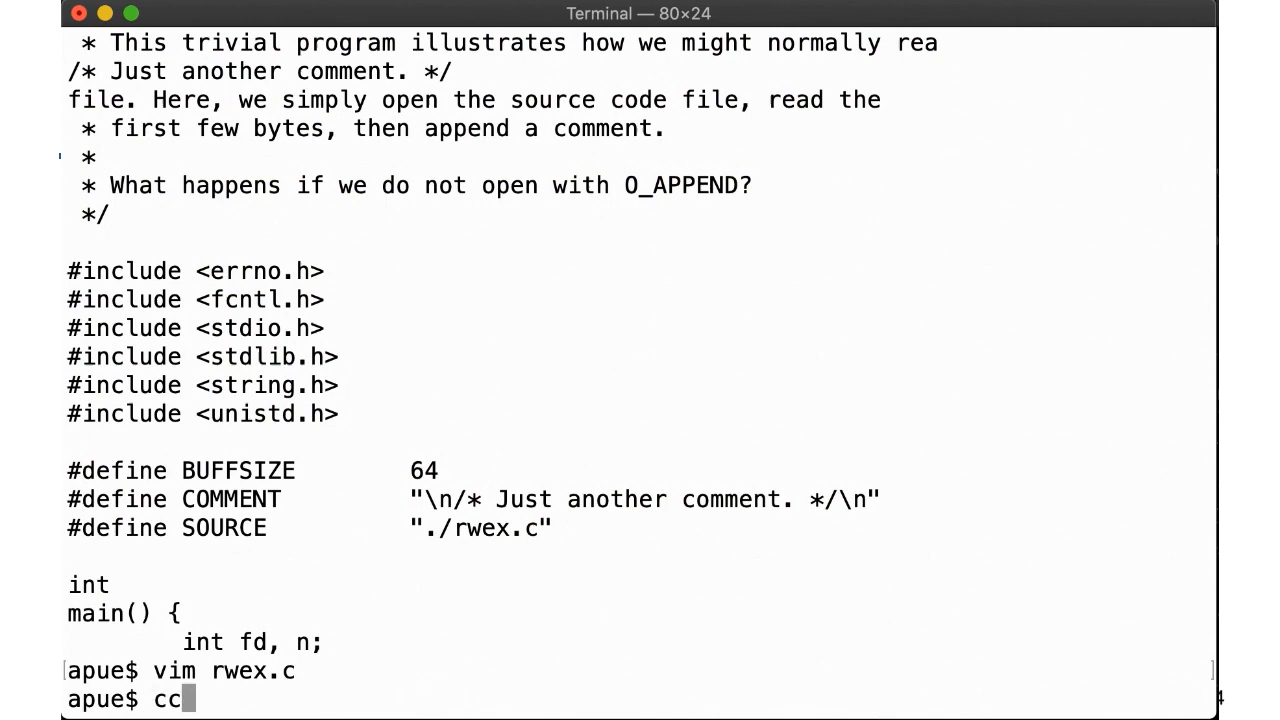 Terminal — 80×24
 * This trivial program illustrates how we might normally rea
/* Just another comment. */
file. Here, we simply open the source code file, read the
 * first few bytes, then append a comment.
 *
 * What happens if we do not open with O_APPEND?
 */
#include <errno.h>
#include <fcntl.h>
#include <stdio.h>
#include <stdlib.h>
#include <string.h>
#include <unistd.h>
#define BUFFSIZE        64
#define COMMENT         "\n/* Just another comment. */\n"
#define SOURCE          "./rwex.c"
int
main() {
        int fd, n;
[apue$ vim rwex.c ]
apue$ cc
4